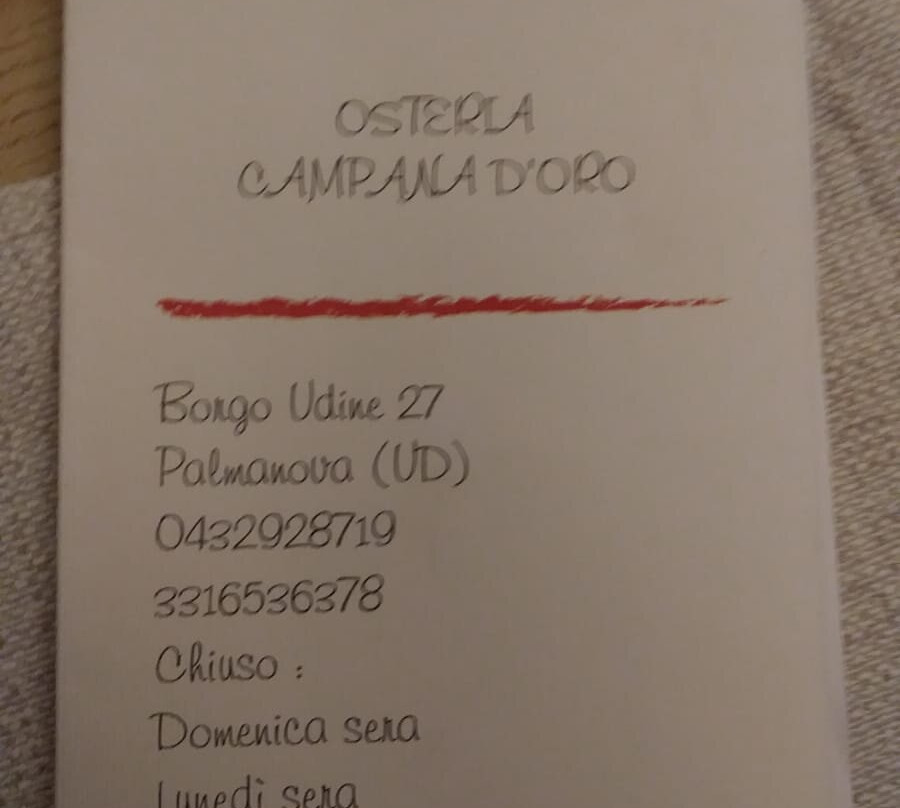 OSTERIA
CAMPANA D'ORO
Borgo Udine 27
Palmanova (UD)
0432928719
3316536378
Chiuso :
Domenica sera
Lunedì sera